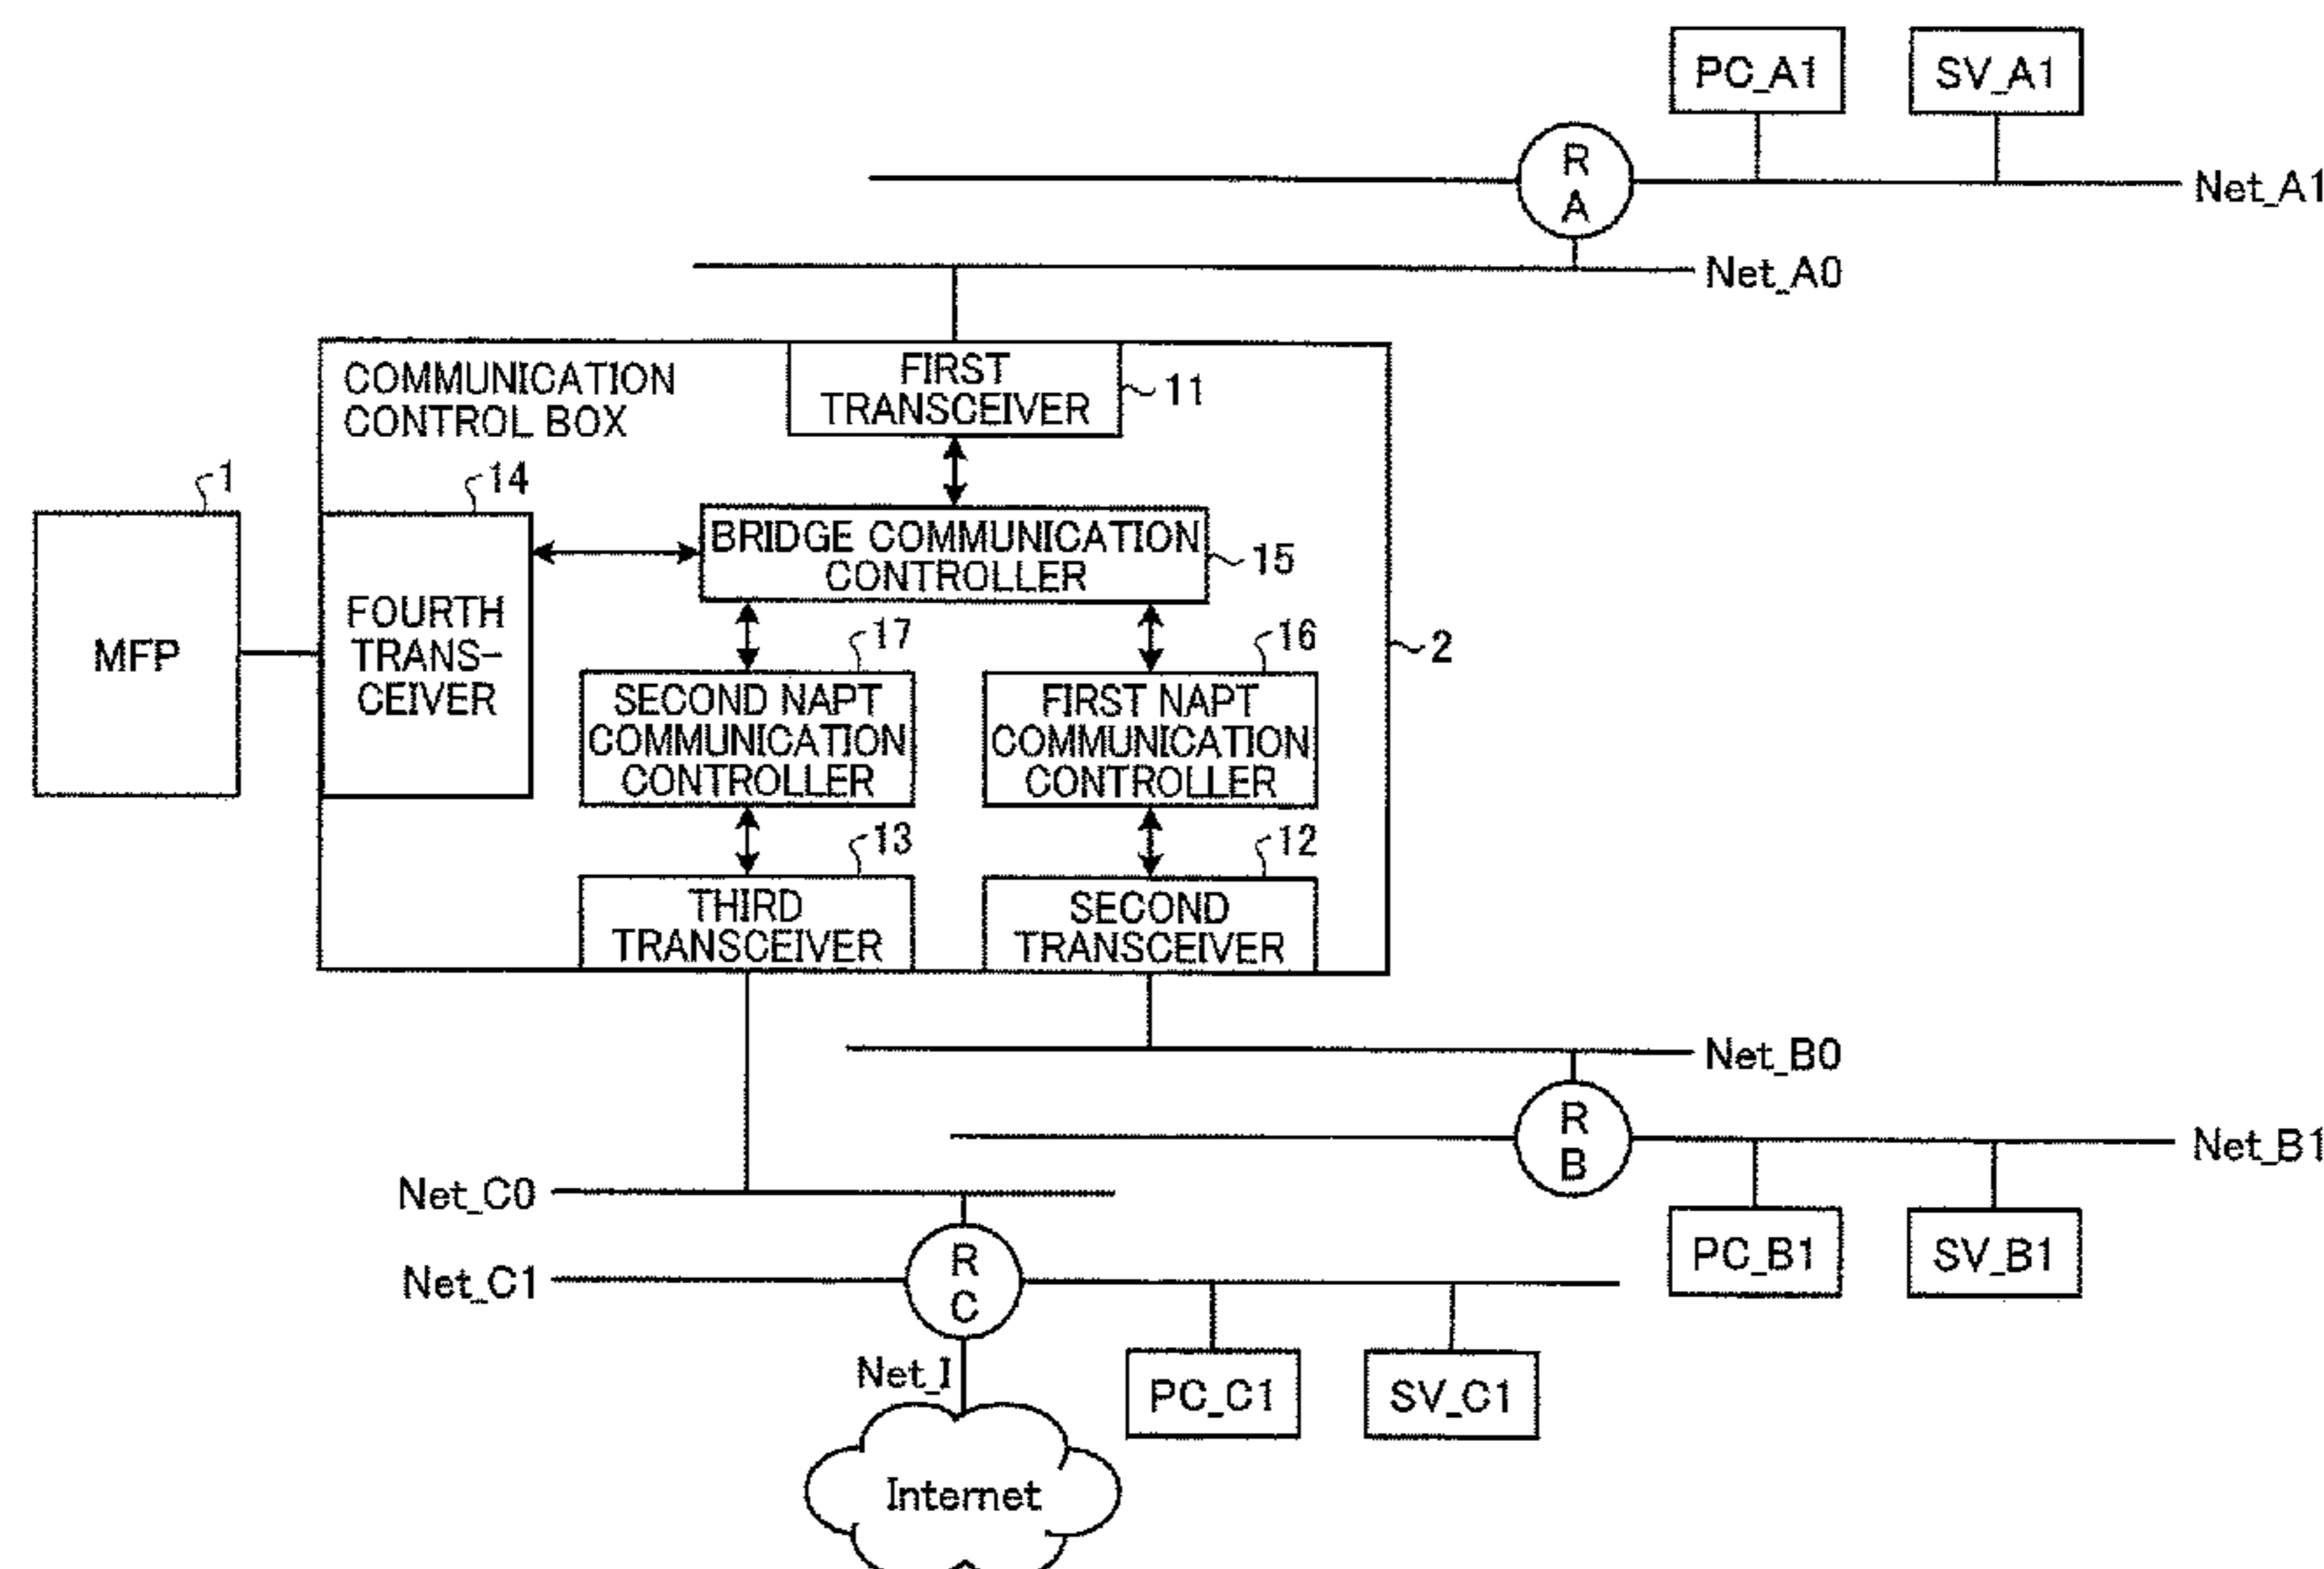 PC_A1
SV_A1
R
A
Net_A1
Net_A0
COMMUNICATION
CONTROL BOX
FIRST
TRANSCEIVER
11
1
14
BRIDGE COMMUNICATION
CONTROLLER
15
MFP
FOURTH
TRANS-
CEIVER
17
16
2
SECOND NAPT
COMMUNICATION
CONTROLLER
FIRST NAPT
COMMUNICATION
CONTROLLER
13
12
THIRD
TRANSCEIVER
SECOND
TRANSCEIVER
Net_B0
R
B
Net_B1
Net_C0
PC_B1
SV_B1
Net_C1
R
C
Net_I
PC_C1
SV_C1
Internet